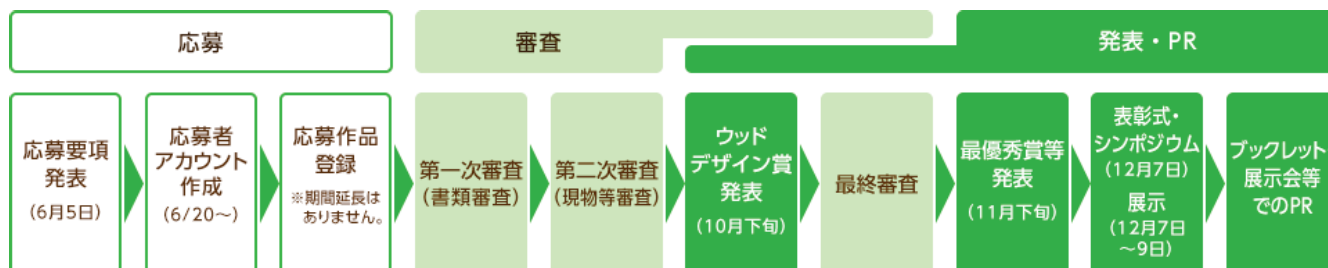 応募
審査
発表・PR
応募要項
発表
(6月5日)
応募者
アカウント
作成
(6/20〜)
応募作品
登録
※期間延長は
ありません。
第一次審査
(書類審査)
第二次審査
(現物等審査)
ウッド
デザイン賞
発表
(10月下旬)
最終審査
最優秀賞等
発表
(11月下旬)
表彰式・
シンポジウム
(12月7日)
展示
(12月7日
〜9日)
ブックレット
展示会等
でのPR